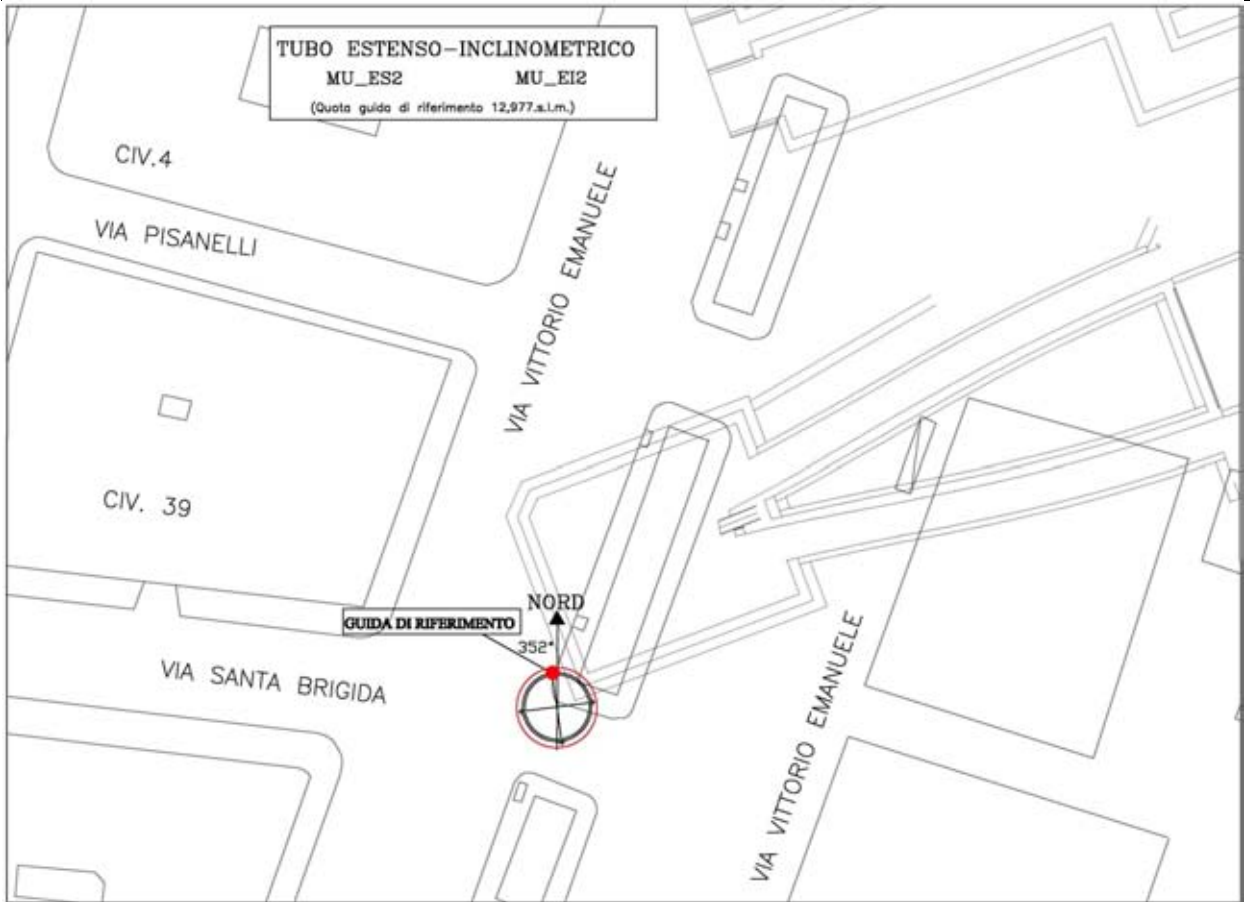 TUBO ESTENSO-INCLINOMETRICO
MU_ES2 MU_EI2
(Quota guida di riferimento 12,977.s.l.m.)
CIV.4
VIA PISANELLI
VIA VITTORIO EMANUELE
CIV. 39
NORD
GUIDA DI RIFERIMENTO
352°
VIA SANTA BRIGIDA
VIA VITTORIO EMANUELE